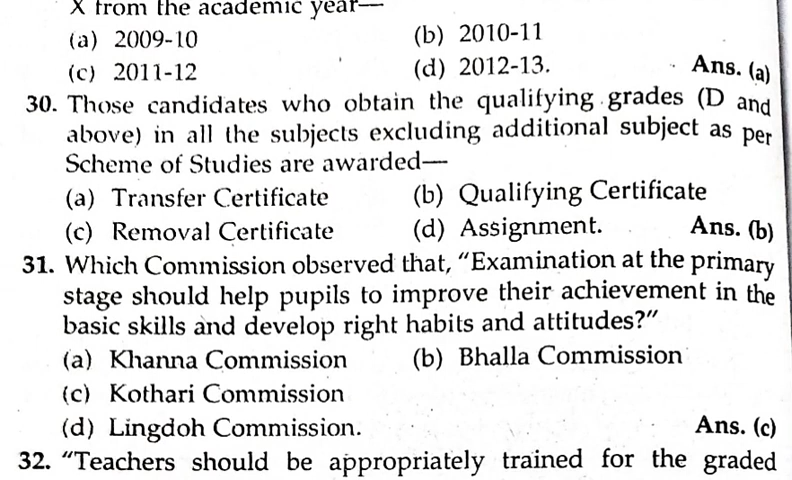 X from the academic year—
(a) 2009-10 (b) 2010-11
(c) 2011-12 (d) 2012-13. Ans. (a)
30. Those candidates who obtain the qualifying grades (D and
above) in all the subjects excluding additional subject as per
Scheme of Studies are awarded—
(a) Transfer Certificate (b) Qualifying Certificate
(c) Removal Certificate (d) Assignment. Ans. (b)
31. Which Commission observed that, “Examination at the primary
stage should help pupils to improve their achievement in the
basic skills and develop right habits and attitudes?”
(a) Khanna Commission (b) Bhalla Commission
(c) Kothari Commission
(d) Lingdoh Commission. Ans. (c)
32. “Teachers should be appropriately trained for the graded